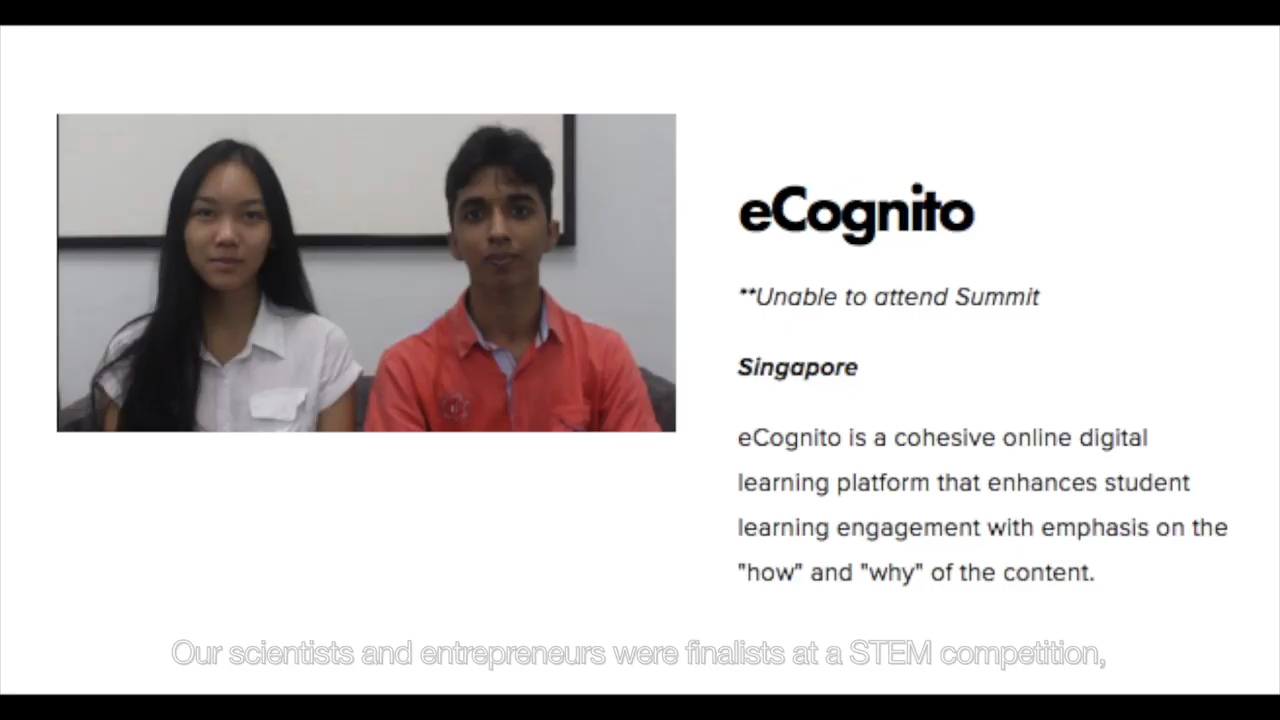 eCognito
**Unable to attend Summit
Singapore
eCognito is a cohesive online digital
learning platform that enhances student
learning engagement with emphasis on the
"how" and "why" of the content.
Our scientists and entrepreneurs were finalists at a STEM competition,